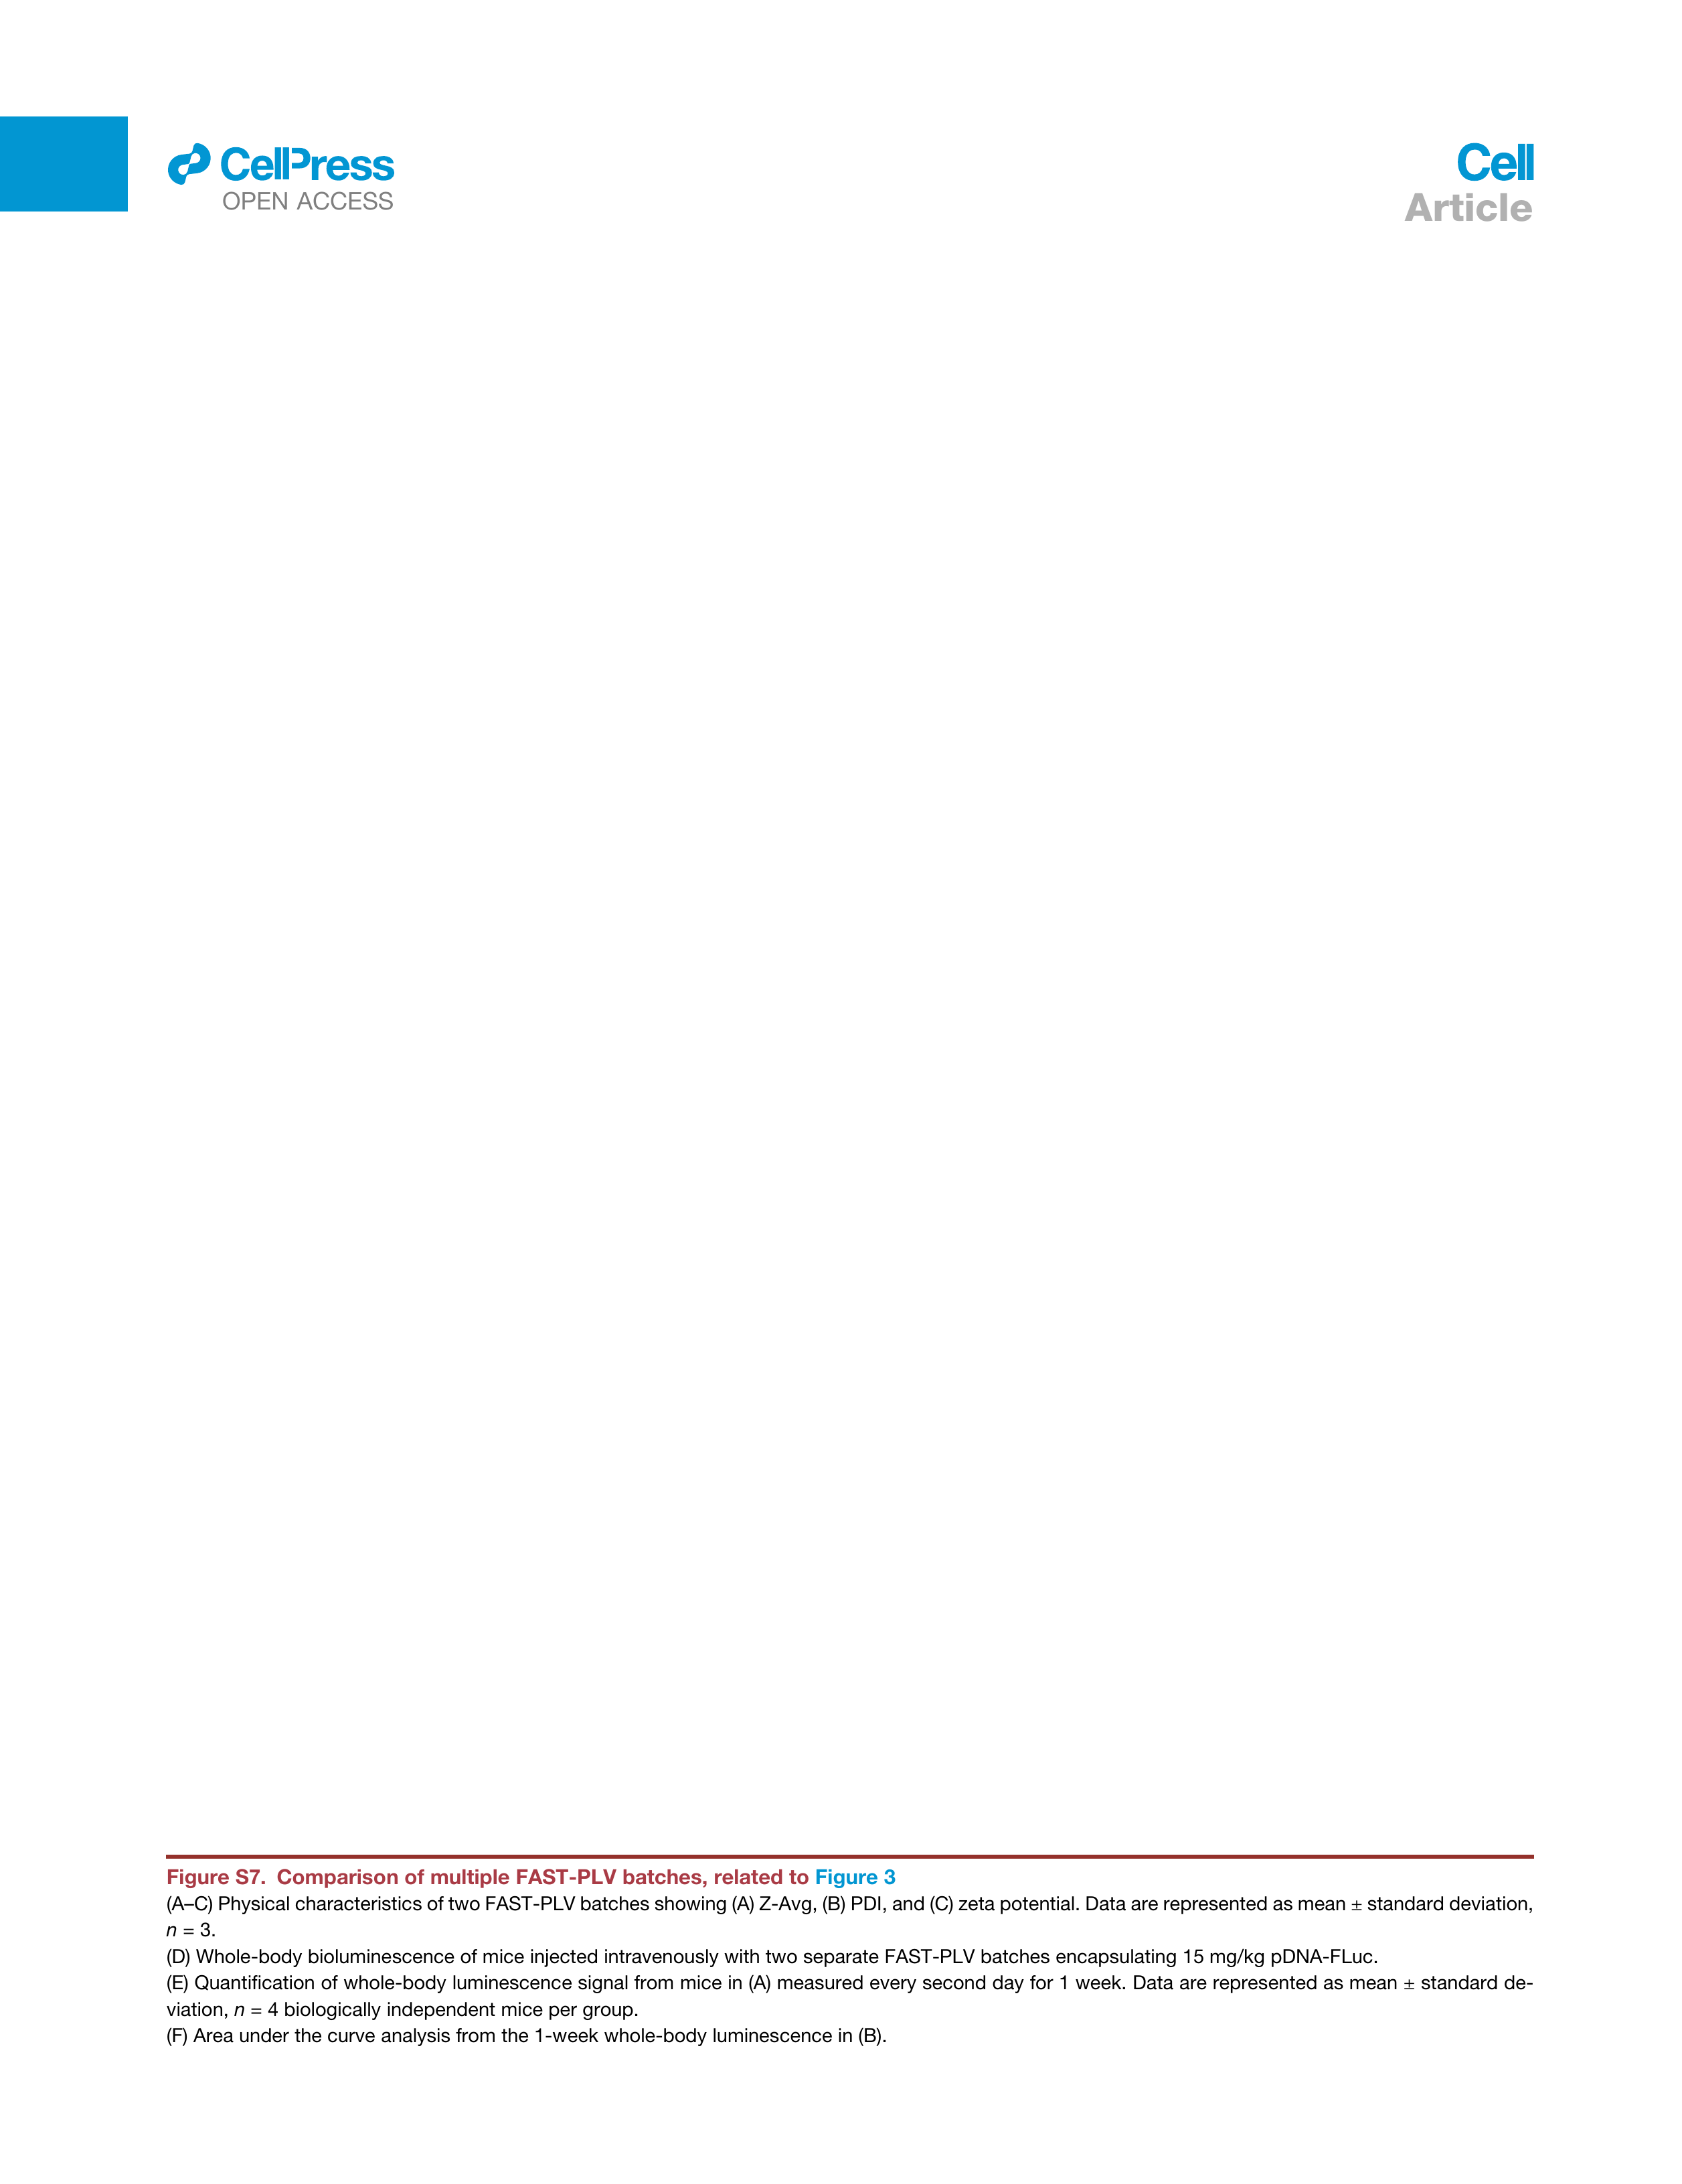 CellPress
OPEN ACCESS
Cell
Article
Figure S7. Comparison of multiple FAST-PLV batches, related to Figure 3
(A–C) Physical characteristics of two FAST-PLV batches showing (A) Z-Avg, (B) PDI, and (C) zeta potential. Data are represented as mean ± standard deviation,
n = 3.
(D) Whole-body bioluminescence of mice injected intravenously with two separate FAST-PLV batches encapsulating 15 mg/kg pDNA-FLuc.
(E) Quantification of whole-body luminescence signal from mice in (A) measured every second day for 1 week. Data are represented as mean ± standard de-
viation, n = 4 biologically independent mice per group.
(F) Area under the curve analysis from the 1-week whole-body luminescence in (B).